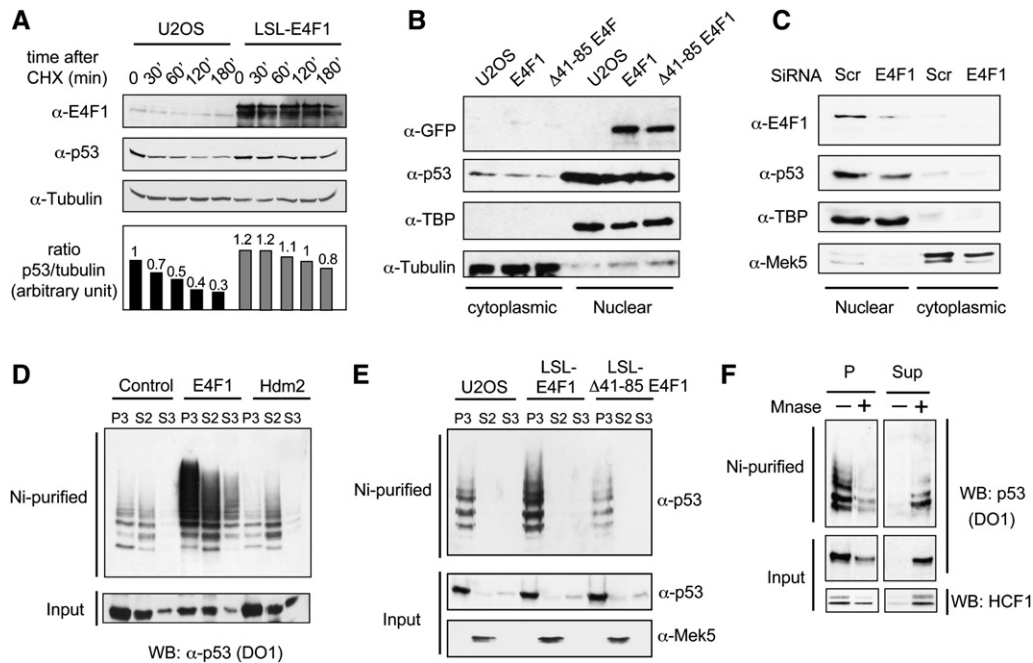 A
U2OS LSL-E4F1
time after
CHX (min)
0 30' 60' 120' 180' 0 30' 60' 120' 180'
α-E4F1
α-p53
α-Tubulin
ratio
p53/tubulin
(arbitrary unit)
1 0.7 0.5 0.4 0.3 1.2 1.2 1.1 1 0.8
B
U2OS E4F1 Δ41-85 E4F U2OS E4F1 Δ41-85 E4F1
α-GFP
α-p53
α-TBP
α-Tubulin
cytoplasmic Nuclear
C
SiRNA Scr E4F1 Scr E4F1
α-E4F1
α-p53
α-TBP
α-Mek5
Nuclear cytoplasmic
D
Control E4F1 Hdm2
P3 S2 S3 P3 S2 S3 P3 S2 S3
Ni-purified
Input
WB: α-p53 (DO1)
E
U2OS LSL-E4F1 LSL-Δ41-85 E4F1
P3 S2 S3 P3 S2 S3 P3 S2 S3
Ni-purified
α-p53
Input
α-p53
α-Mek5
F
P Sup
Mnase – + – +
Ni-purified
WB: p53
(DO1)
Input
WB: HCF1